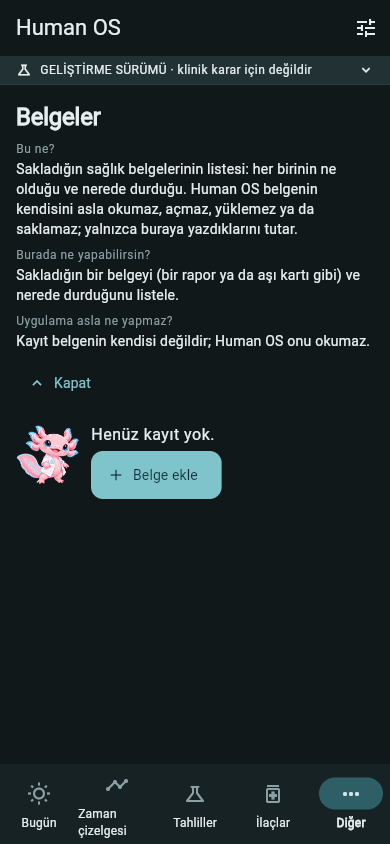 Human OS
GELİŞTİRME SÜRÜMÜ · klinik karar için değildir
Belgeler
Bu ne?
Sakladığın sağlık belgelerinin listesi: her birinin ne
olduğu ve nerede durduğu. Human OS belgenin
kendisini asla okumaz, açmaz, yüklemez ya da
saklamaz; yalnızca buraya yazdıklarını tutar.
Burada ne yapabilirsin?
Sakladığın bir belgeyi (bir rapor ya da aşı kartı gibi) ve
nerede durduğunu listele.
Uygulama asla ne yapmaz?
Kayıt belgenin kendisi değildir; Human OS onu okumaz.
Kapat
Henüz kayıt yok.
+ Belge ekle
Bugün
Zaman
çizelgesi
Tahliller
İlaçlar
Diğer